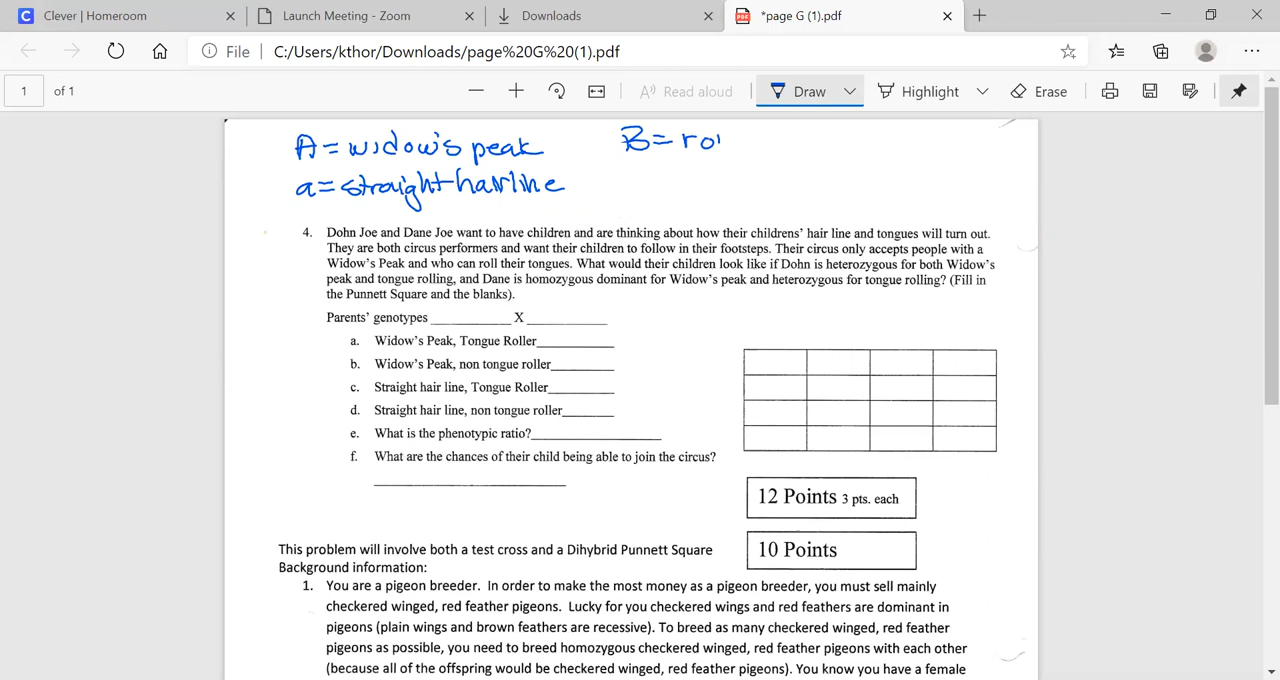 Clever | Homeroom
Launch Meeting - Zoom
Downloads
*page G (1).pdf
File C:/Users/kthor/Downloads/page%20G%20(1).pdf
1 of 1
Read aloud
Draw
Highlight
Erase
A = widow's peak B = rol
a = straight hairline
4. Dohn Joe and Dane Joe want to have children and are thinking about how their childrens' hair line and tongues will turn out.
They are both circus performers and want their children to follow in their footsteps. Their circus only accepts people with a
Widow's Peak and who can roll their tongues. What would their children look like if Dohn is heterozygous for both Widow's
peak and tongue rolling, and Dane is homozygous dominant for Widow's peak and heterozygous for tongue rolling? (Fill in
the Punnett Square and the blanks).
Parents' genotypes ____________ X ____________
a. Widow's Peak, Tongue Roller____________
b. Widow's Peak, non tongue roller__________
c. Straight hair line, Tongue Roller__________
d. Straight hair line, non tongue roller________
e. What is the phenotypic ratio?____________________
f. What are the chances of their child being able to join the circus?
______________________________
12 Points 3 pts. each
10 Points
This problem will involve both a test cross and a Dihybrid Punnett Square
Background information:
1. You are a pigeon breeder. In order to make the most money as a pigeon breeder, you must sell mainly
checkered winged, red feather pigeons. Lucky for you checkered wings and red feathers are dominant in
pigeons (plain wings and brown feathers are recessive). To breed as many checkered winged, red feather
pigeons as possible, you need to breed homozygous checkered winged, red feather pigeons with each other
(because all of the offspring would be checkered winged, red feather pigeons). You know you have a female